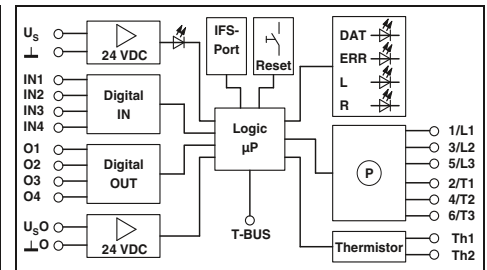 US
24 VDC
IFS-
Port
Reset
DAT
ERR
L
R
IN1
IN2
IN3
IN4
Digital
IN
Logic
µP
O1
O2
O3
O4
Digital
OUT
P
1/L1
3/L2
5/L3
2/T1
4/T2
6/T3
USO
⊥O
24 VDC
T-BUS
Thermistor
Th1
Th2